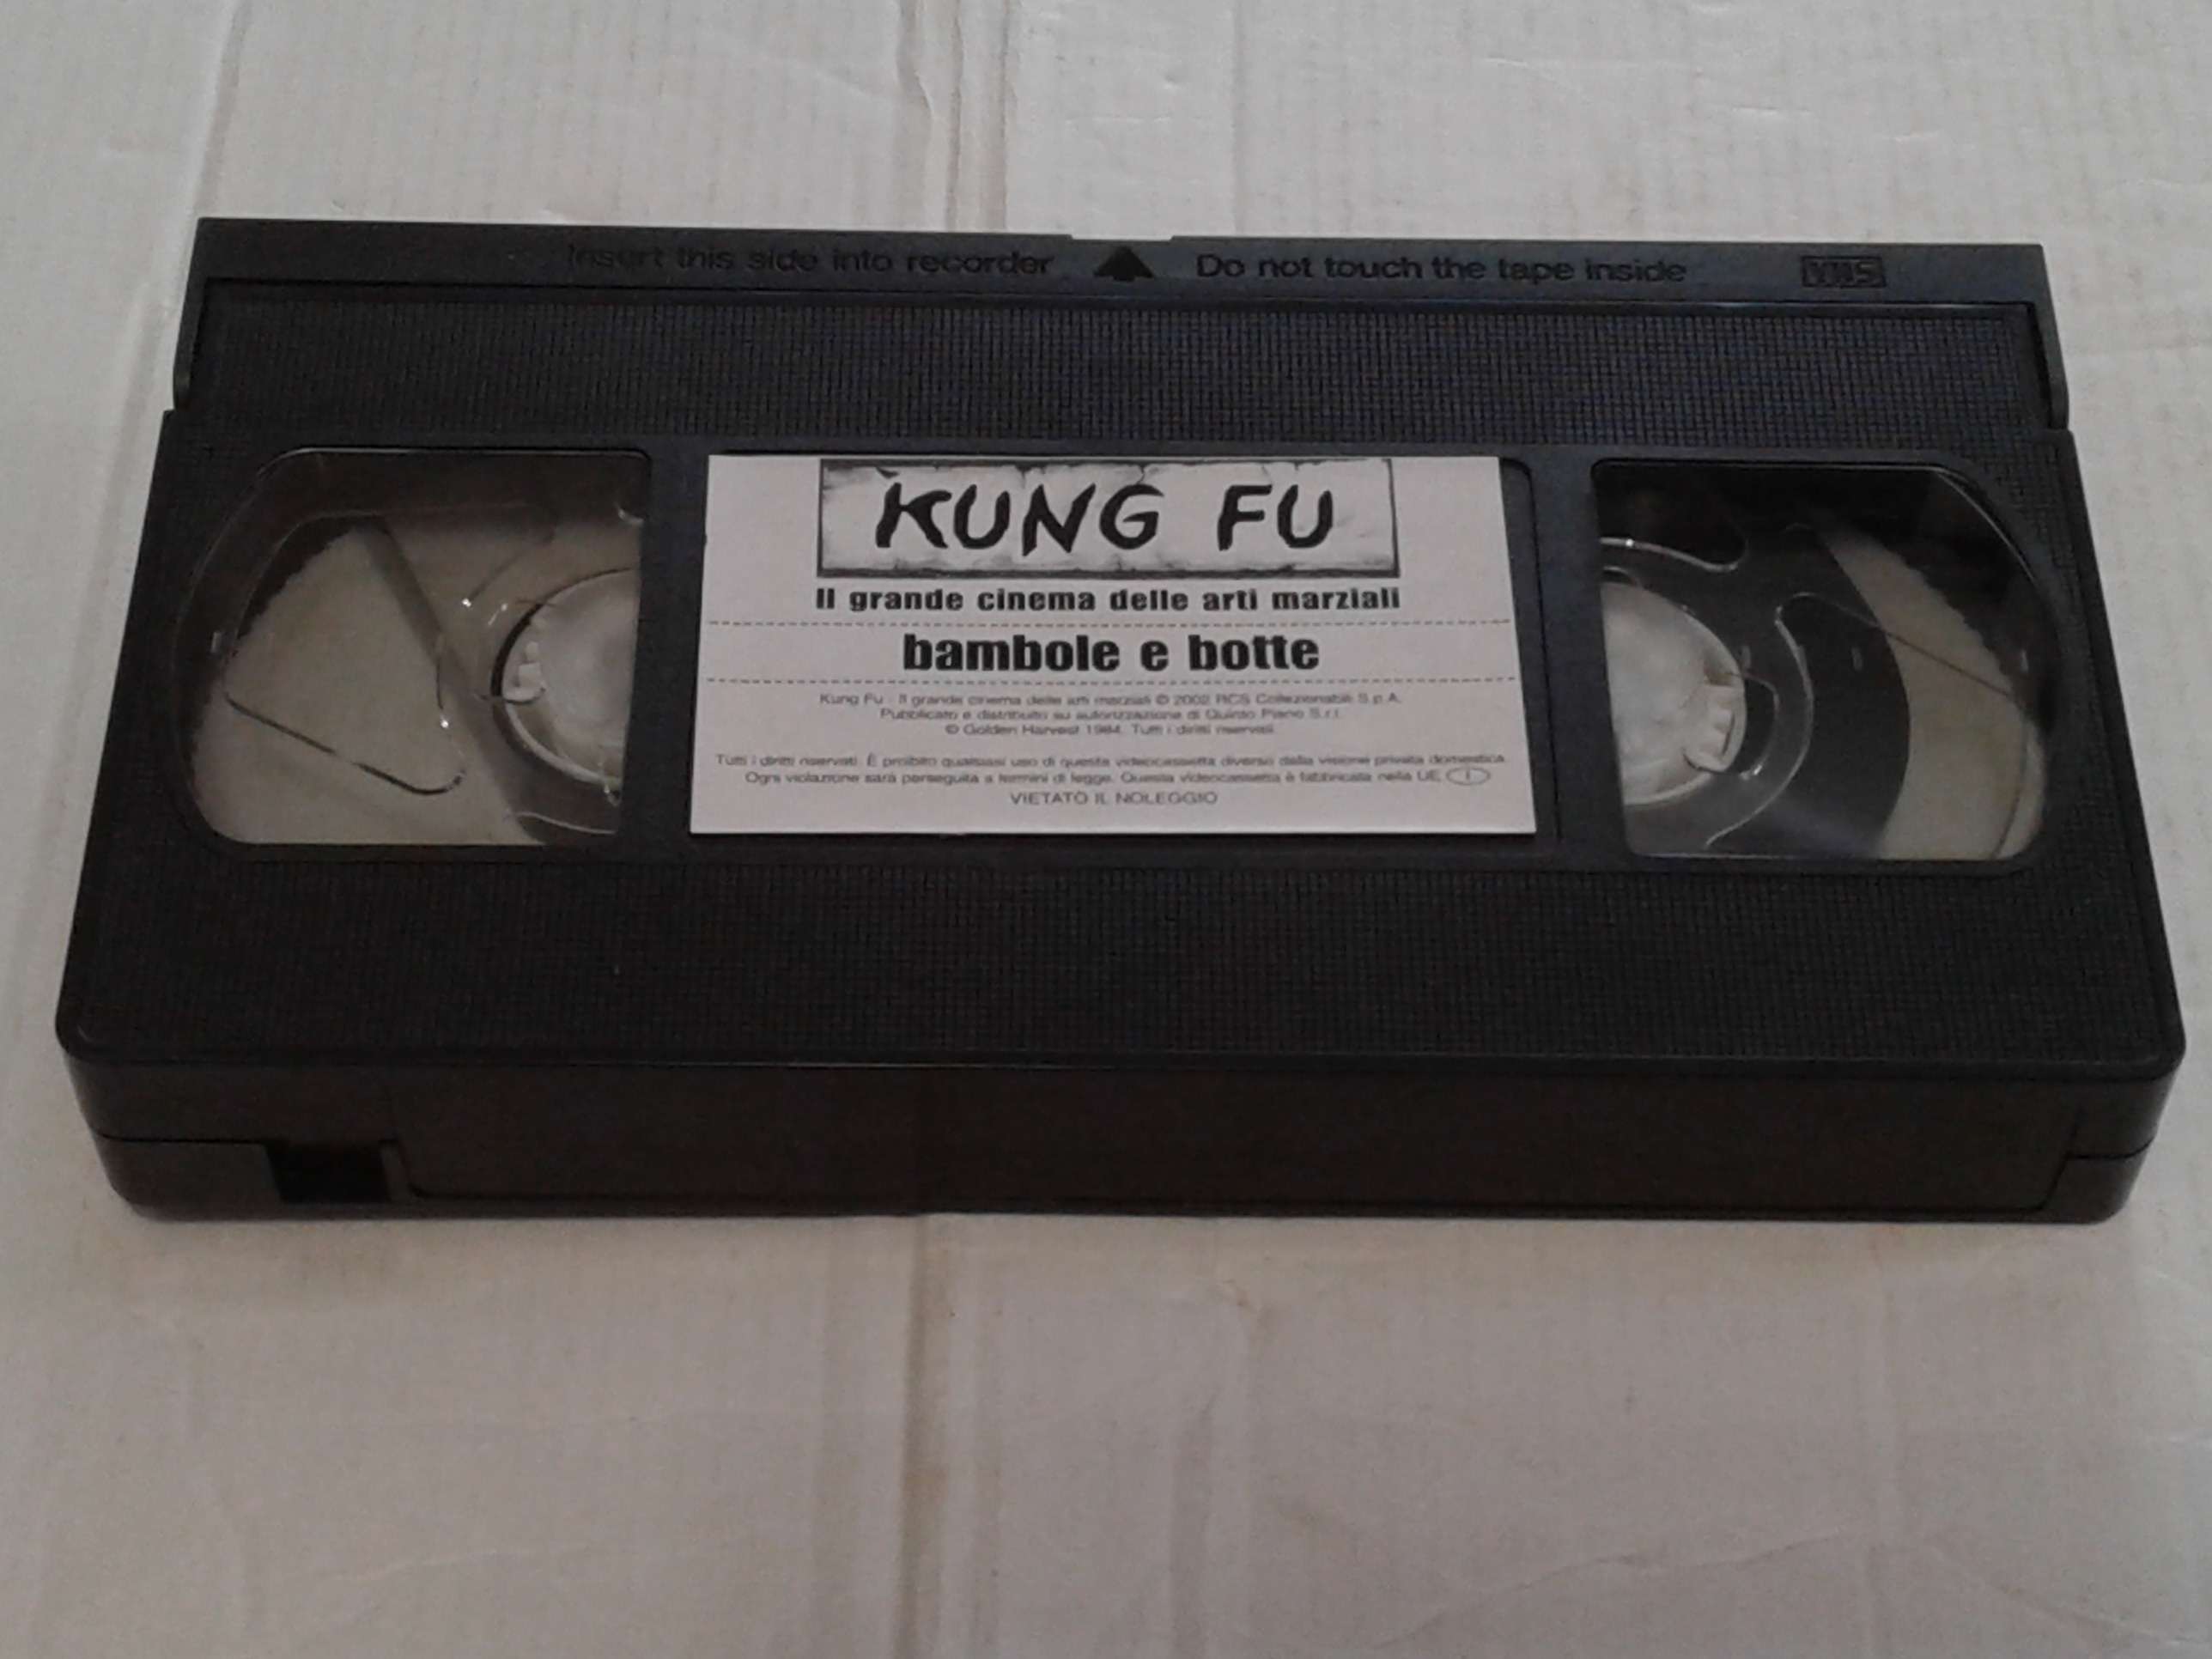 Insert this side into recorder Do not touch the tape inside VHS
KUNG FU
Il grande cinema delle arti marziali
bambole e botte
Kung Fu - Il grande cinema delle arti marziali © 2002 RCS Collezionabili S.p.A.
Pubblicato e distribuito su autorizzazione di Quinto Piano S.r.l.
© Golden Harvest 1984. Tutti i diritti riservati.
Tutti i diritti riservati. È proibito qualsiasi uso di questa videocassetta diverso dalla visione privata domestica.
Ogni violazione sarà perseguita a termini di legge. Questa videocassetta è fabbricata nella UE. I
VIETATO IL NOLEGGIO